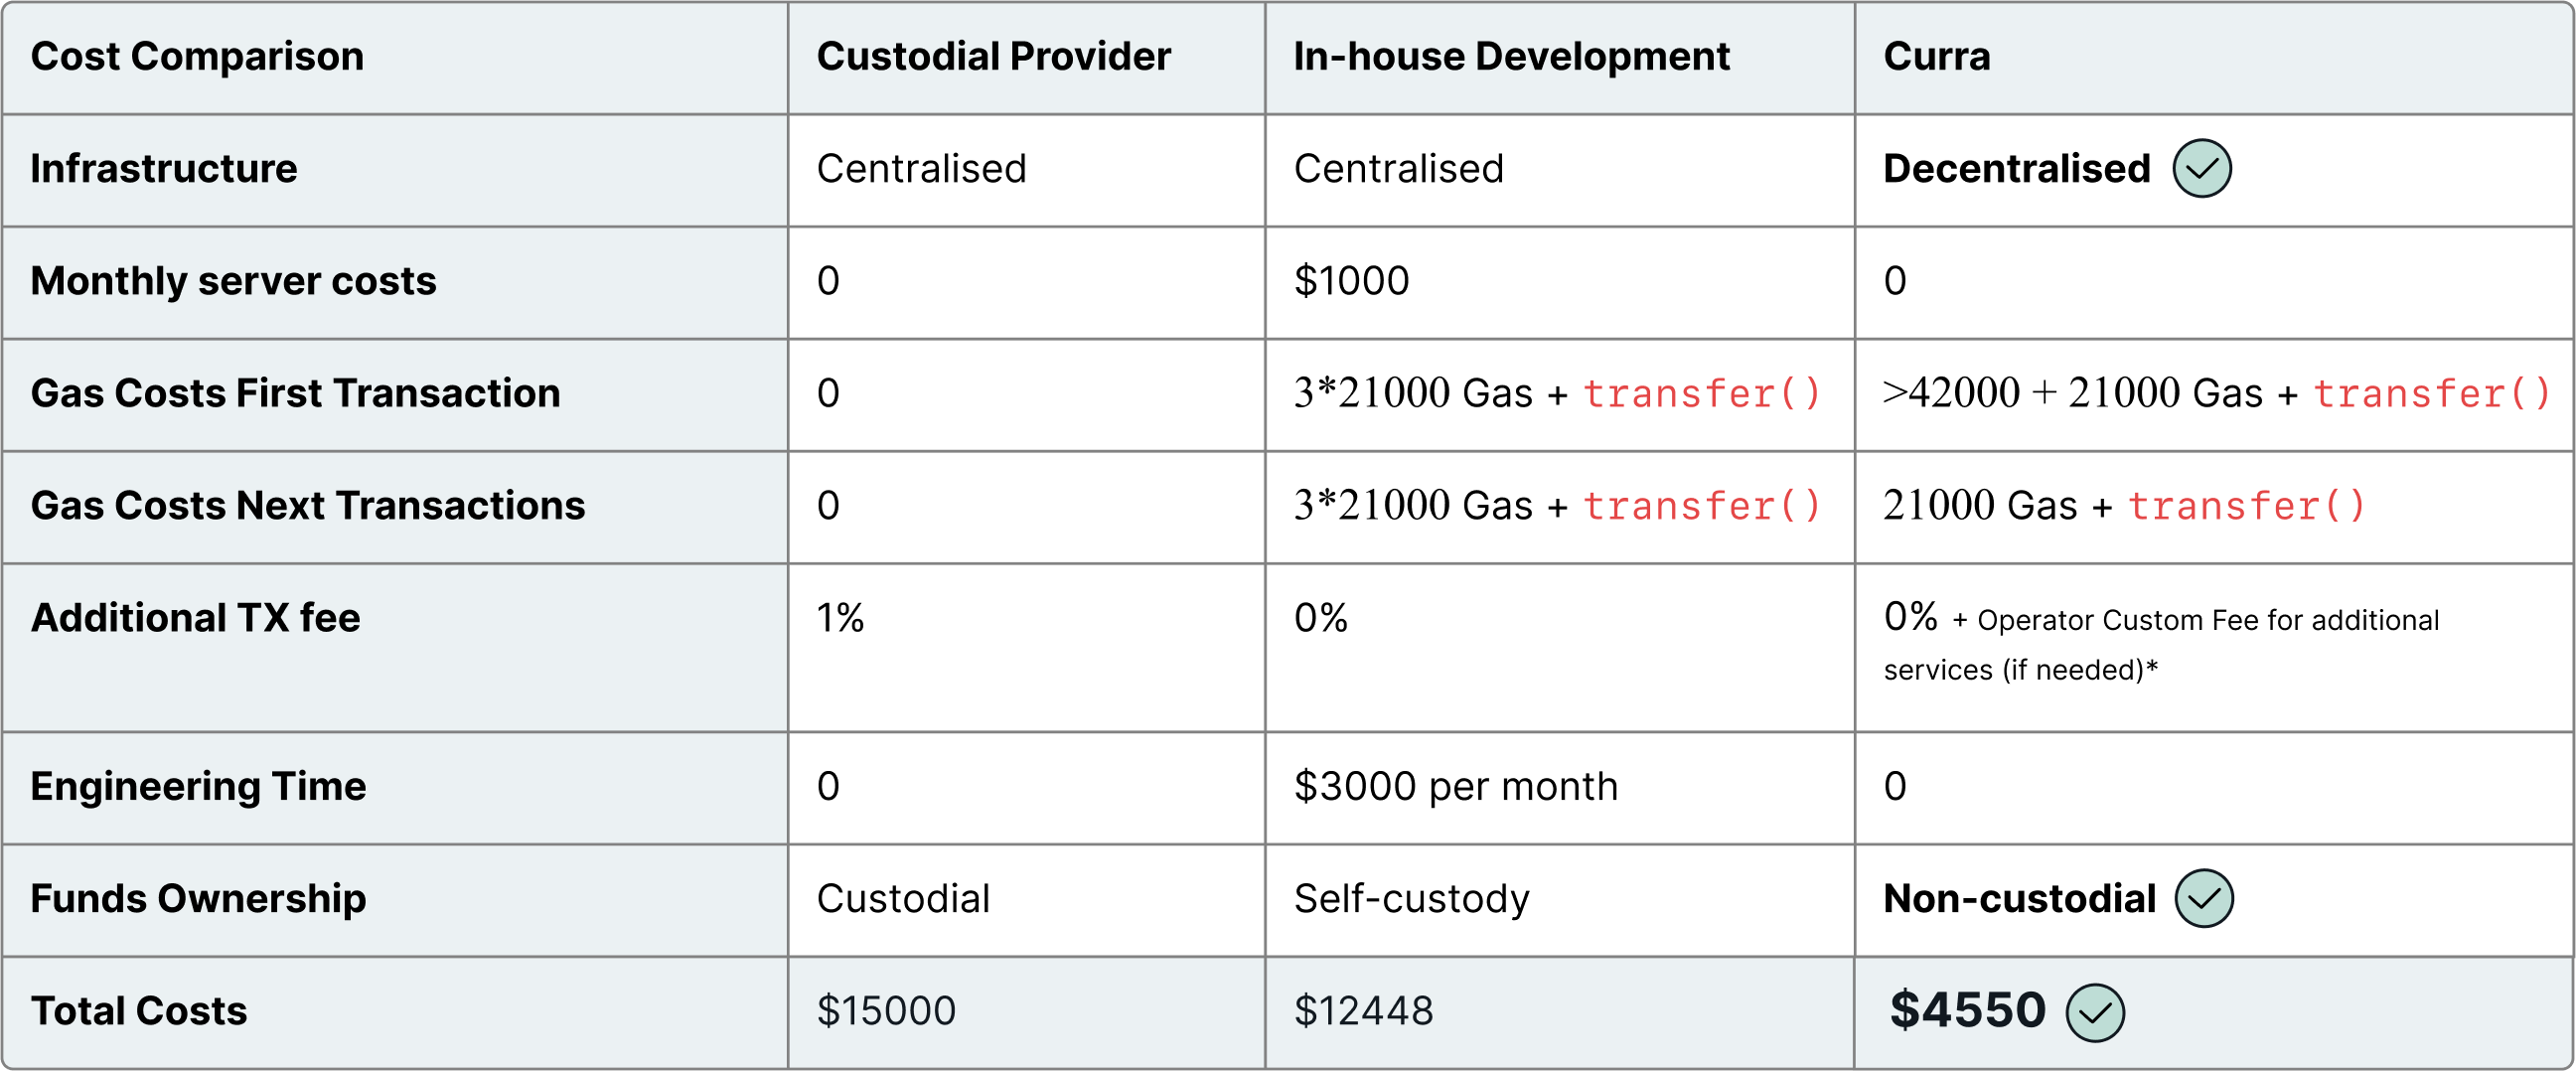 Cost Comparison Custodial Provider In-house Development Curra
Infrastructure Centralised Centralised Decentralised
Monthly server costs 0 $1000 0
Gas Costs First Transaction 0 3*21000 Gas + transfer() >42000 + 21000 Gas + transfer()
Gas Costs Next Transactions 0 3*21000 Gas + transfer() 21000 Gas + transfer()
Additional TX fee 1% 0% 0% + Operator Custom Fee for additional
services (if needed)*
Engineering Time 0 $3000 per month 0
Funds Ownership Custodial Self-custody Non-custodial
Total Costs $15000 $12448 $4550